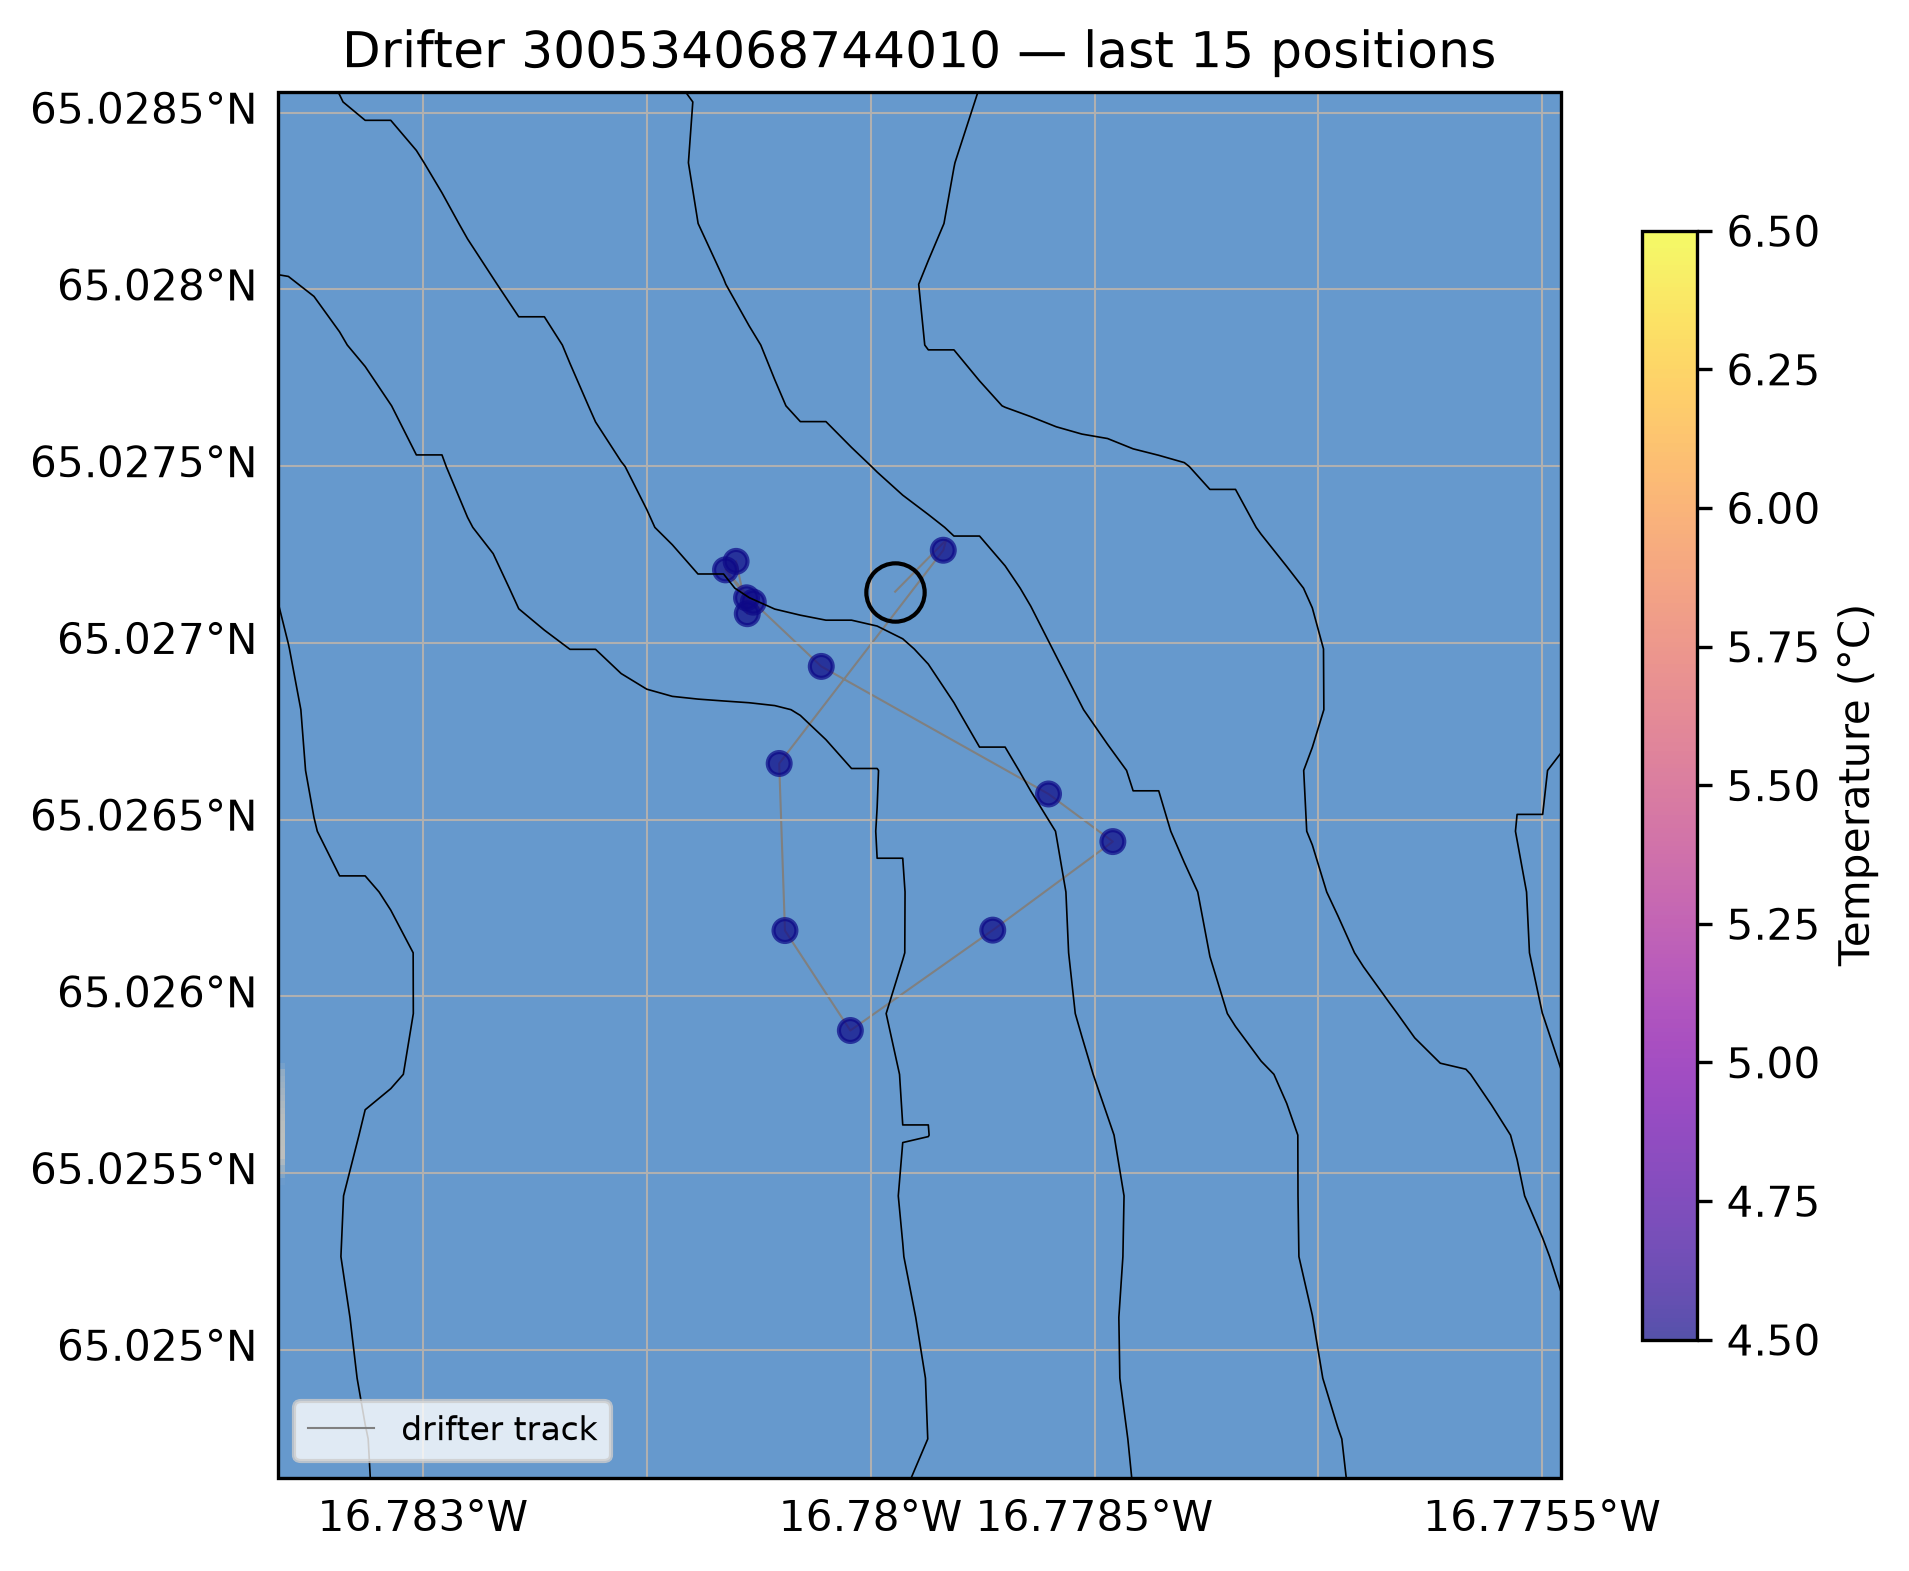 Drifter 300534068744010 — last 15 positions
65.0285°N
65.028°N
65.0275°N
65.027°N
65.0265°N
65.026°N
65.0255°N
65.025°N
16.783°W
16.78°W
16.7785°W
16.7755°W
drifter track
6.50
6.25
6.00
5.75
5.50
5.25
5.00
4.75
4.50
Temperature (°C)